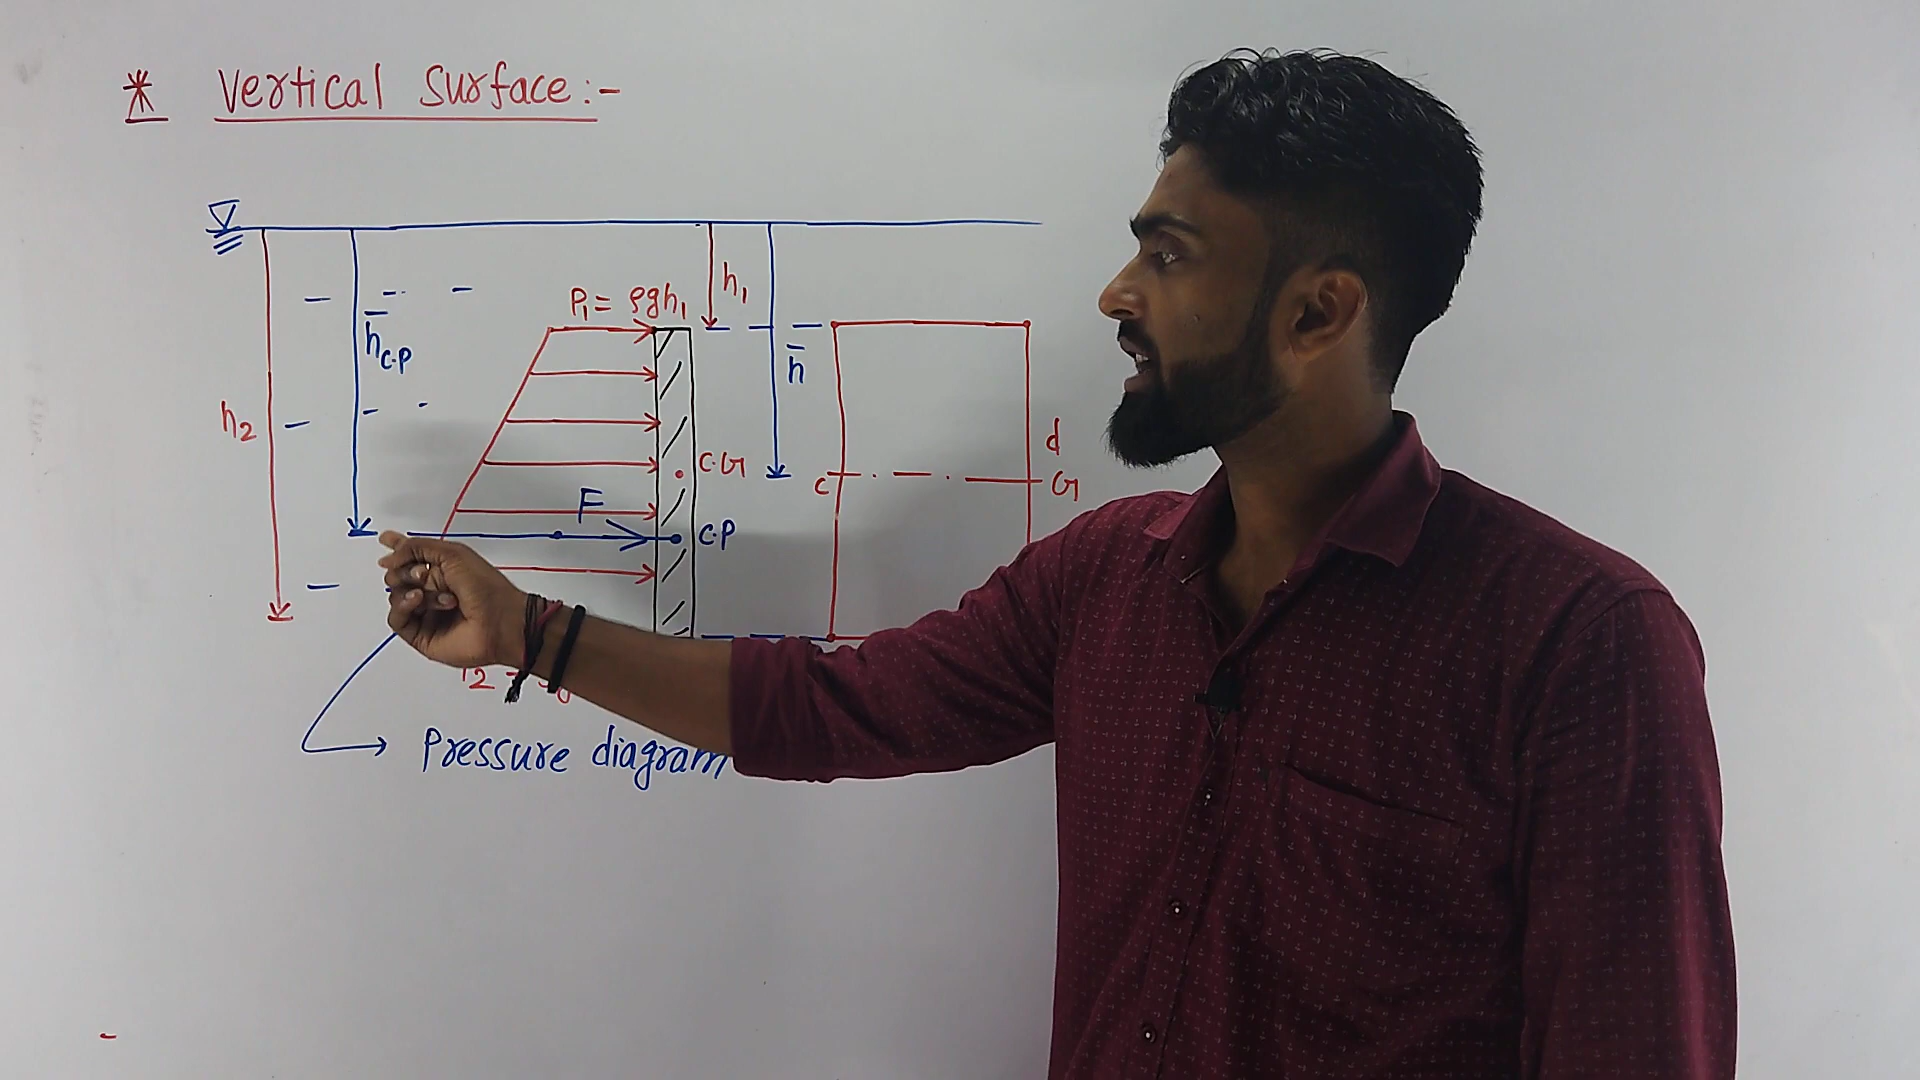 * Vertical Surface:-
P₁ = ρgh₁
h₁
h̄c.p
h̄
h₂
d
C.G
C G
F
C.P
Pressure diagram